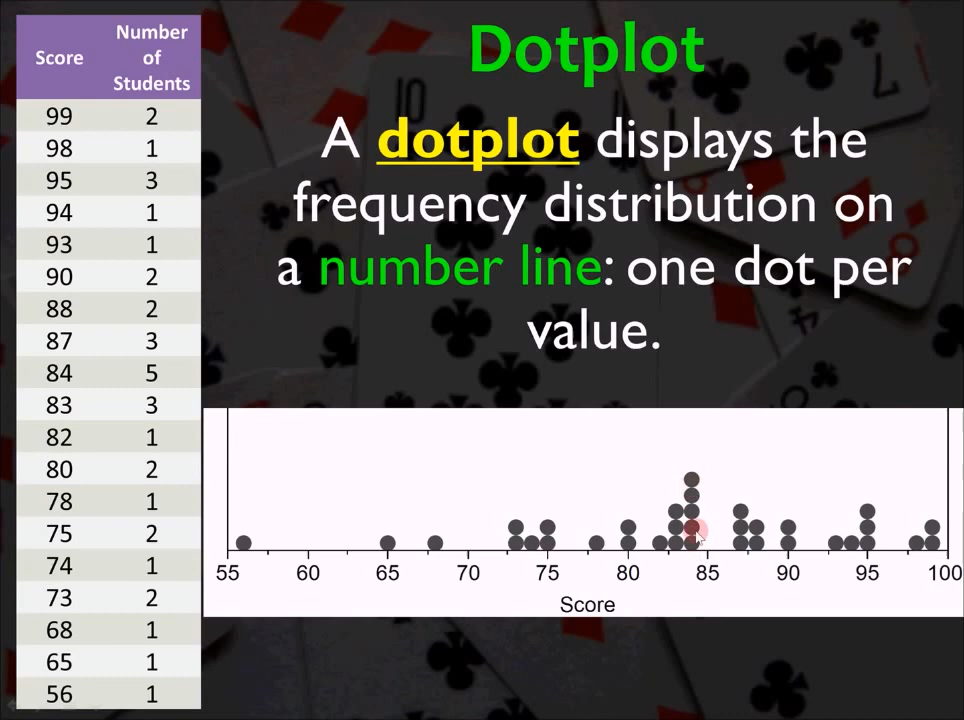 Dotplot
A dotplot displays the
frequency distribution on
a number line: one dot per
value.
Score Number of Students
99 2
98 1
95 3
94 1
93 1
90 2
88 2
87 3
84 5
83 3
82 1
80 2
78 1
75 2
74 1
73 2
68 1
65 1
56 1
55 60 65 70 75 80 85 90 95 100
Score